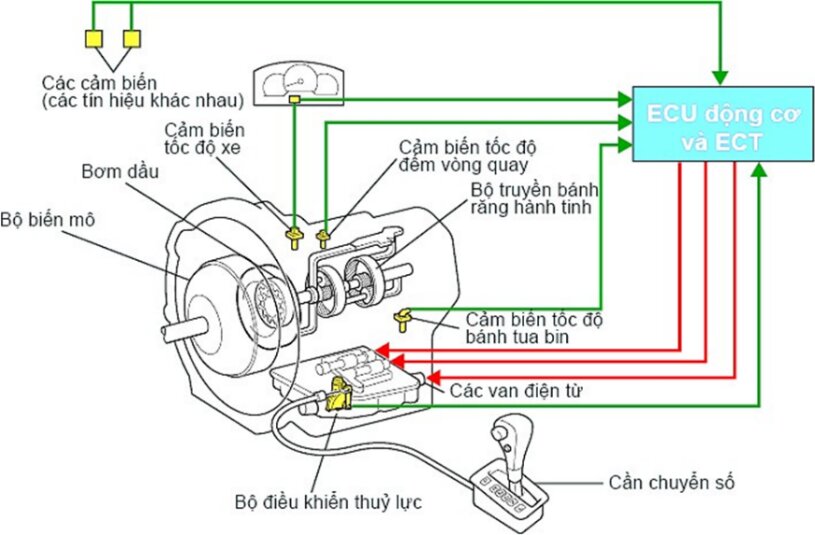 Các cảm biến
(các tín hiệu khác nhau)
ECU động cơ
và ECT
Cảm biến
tốc độ xe
Cảm biến tốc độ
đếm vòng quay
Bơm dầu
Bộ truyền bánh
răng hành tinh
Bộ biến mô
Cảm biến tốc độ
bánh tua bin
Các van điện từ
Cần chuyển số
Bộ điều khiển thuỷ lực